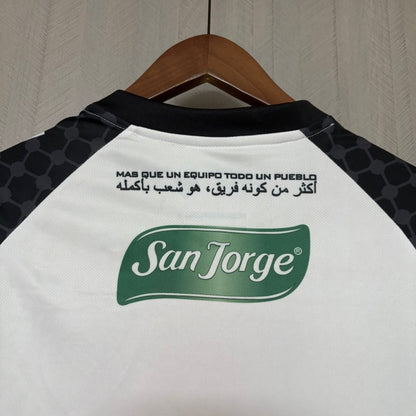 MAS QUE UN EQUIPO TODO UN PUEBLO
أكثر من كونه فريق، هو شعب بأكمله
San Jorge®